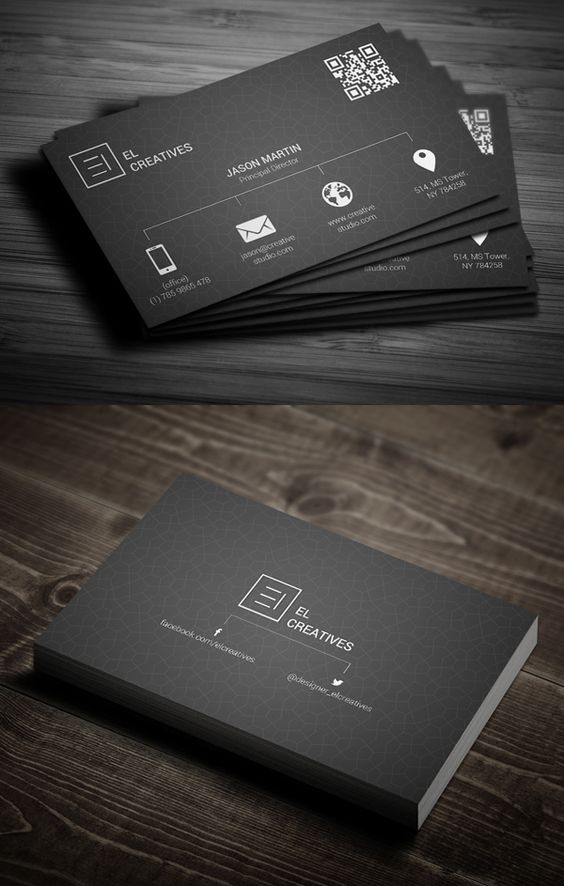 EL
CREATIVES
JASON MARTIN
Principal Director
(office)
(1) 785 9865 478
jason@creative
studio.com
www.creative
studio.com
514, MS Tower,
NY 784258
514, MS Tower,
NY 784258
EL
CREATIVES
facebook.com/elcreatives.
@designer_elcreatives